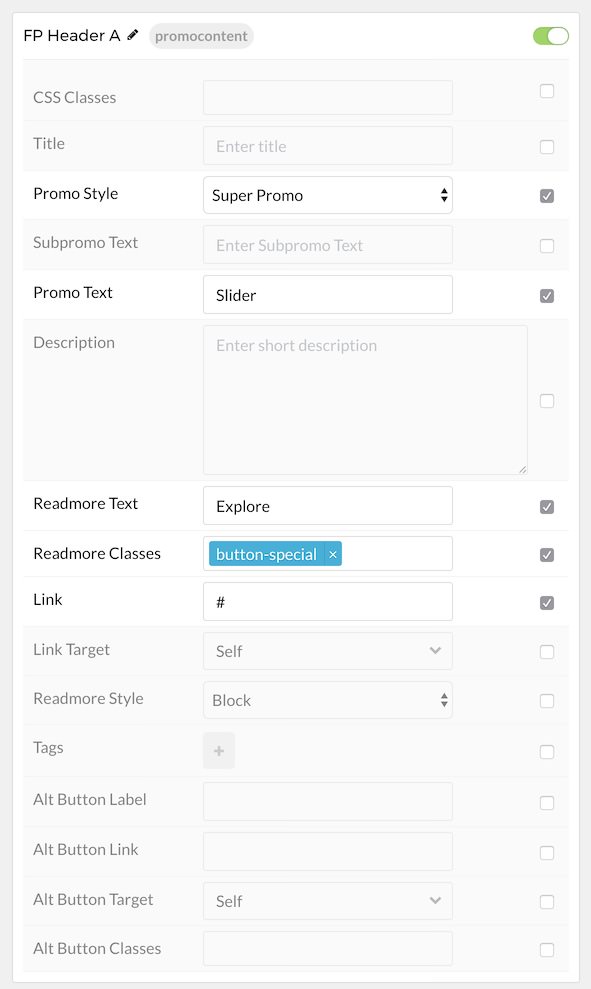 FP Header A promocontent
CSS Classes
Title Enter title
Promo Style Super Promo
Subpromo Text Enter Subpromo Text
Promo Text Slider
Description Enter short description
Readmore Text Explore
Readmore Classes button-special ×
Link #
Link Target Self
Readmore Style Block
Tags +
Alt Button Label
Alt Button Link
Alt Button Target Self
Alt Button Classes